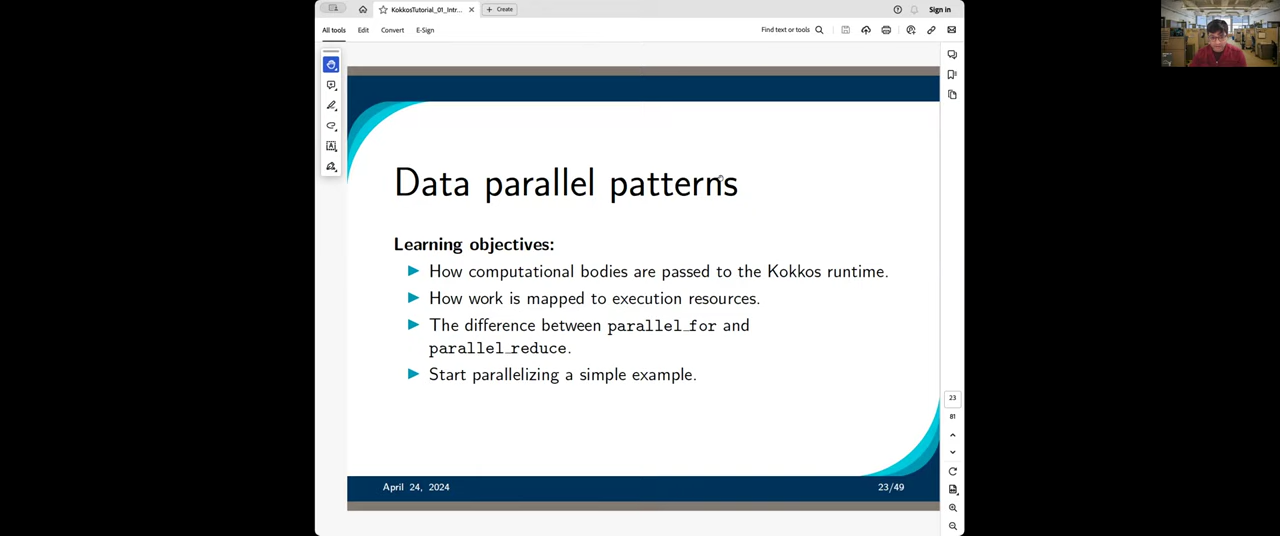 KokkosTutorial_01_Intr...
Create
Sign in
All tools
Edit
Convert
E-Sign
Find text or tools
Data parallel patterns
Learning objectives:
How computational bodies are passed to the Kokkos runtime.
How work is mapped to execution resources.
The difference between parallel_for and
parallel_reduce.
Start parallelizing a simple example.
23
81
April 24, 2024
23/49